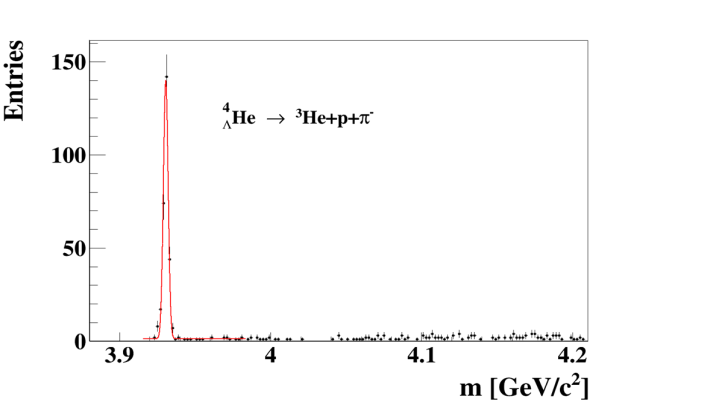 Entries
150
100
50
0
⁴ΛHe → ³He+p+π⁻
3.9 4 4.1 4.2
m [GeV/c²]